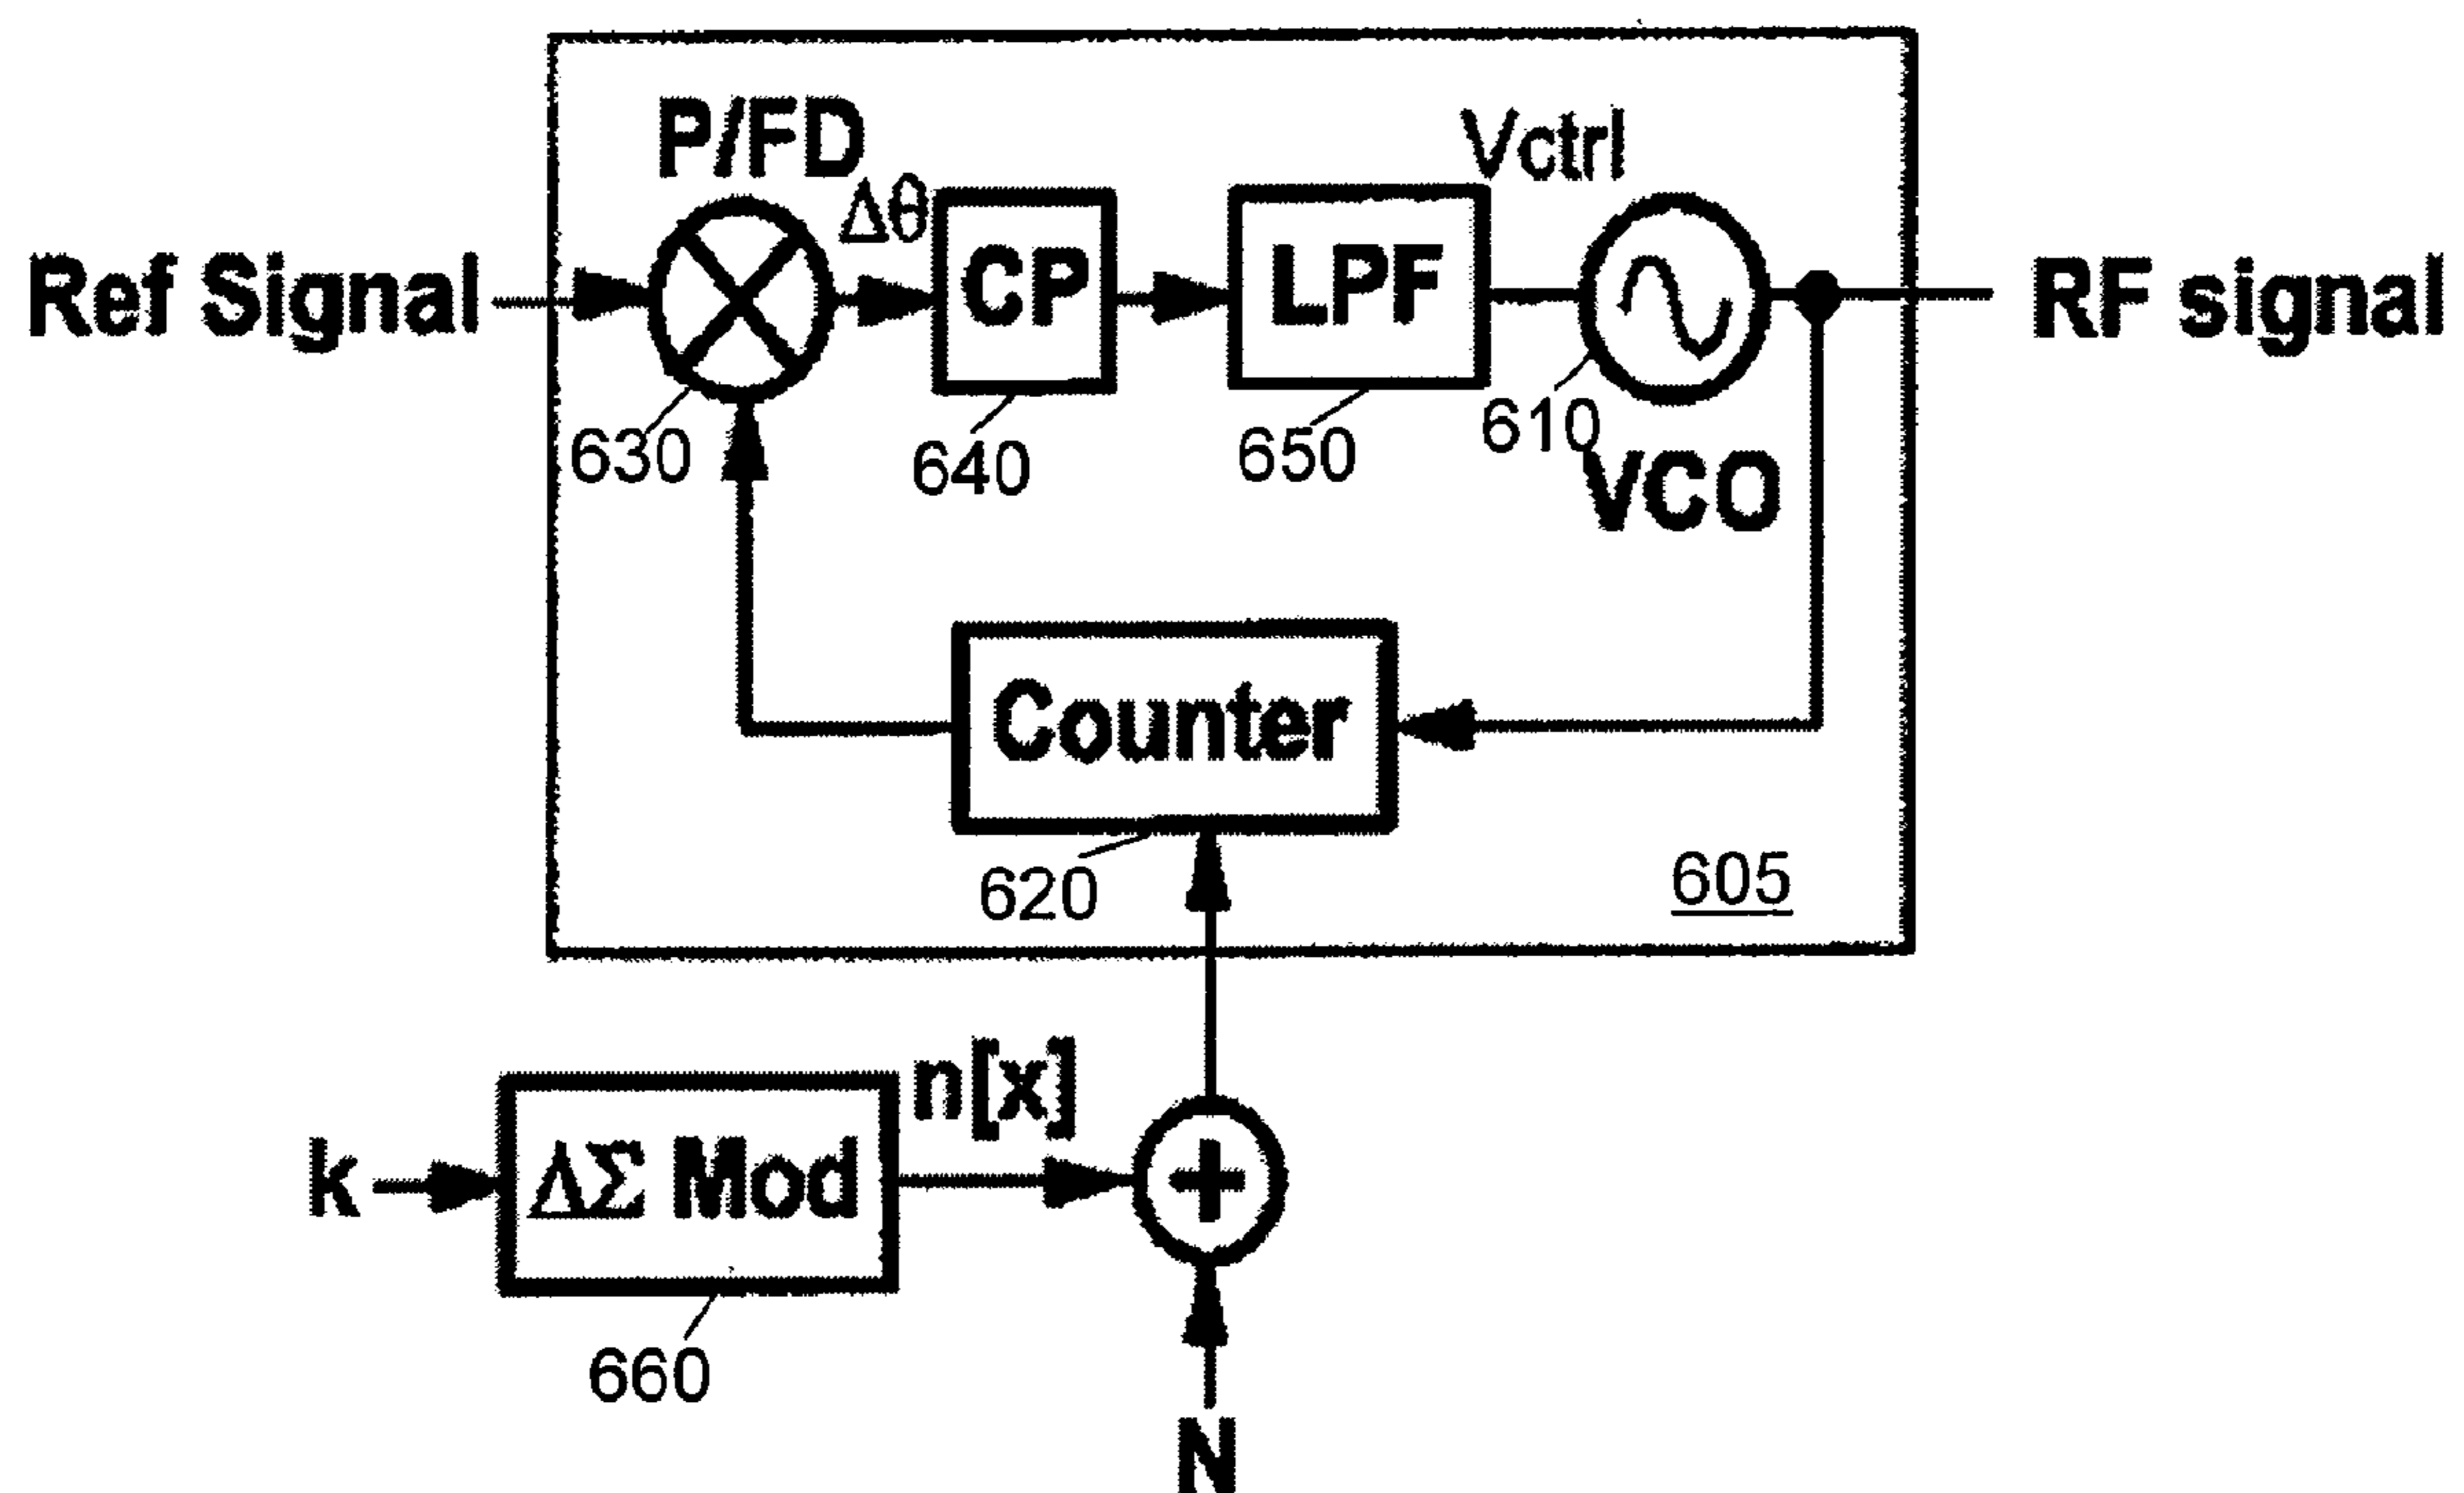 P/FD
Vctrl
Δθ
Ref Signal
CP
LPF
RF signal
630
640
650
610
VCO
Counter
620
605
n[x]
k
ΔΣ Mod
660
N